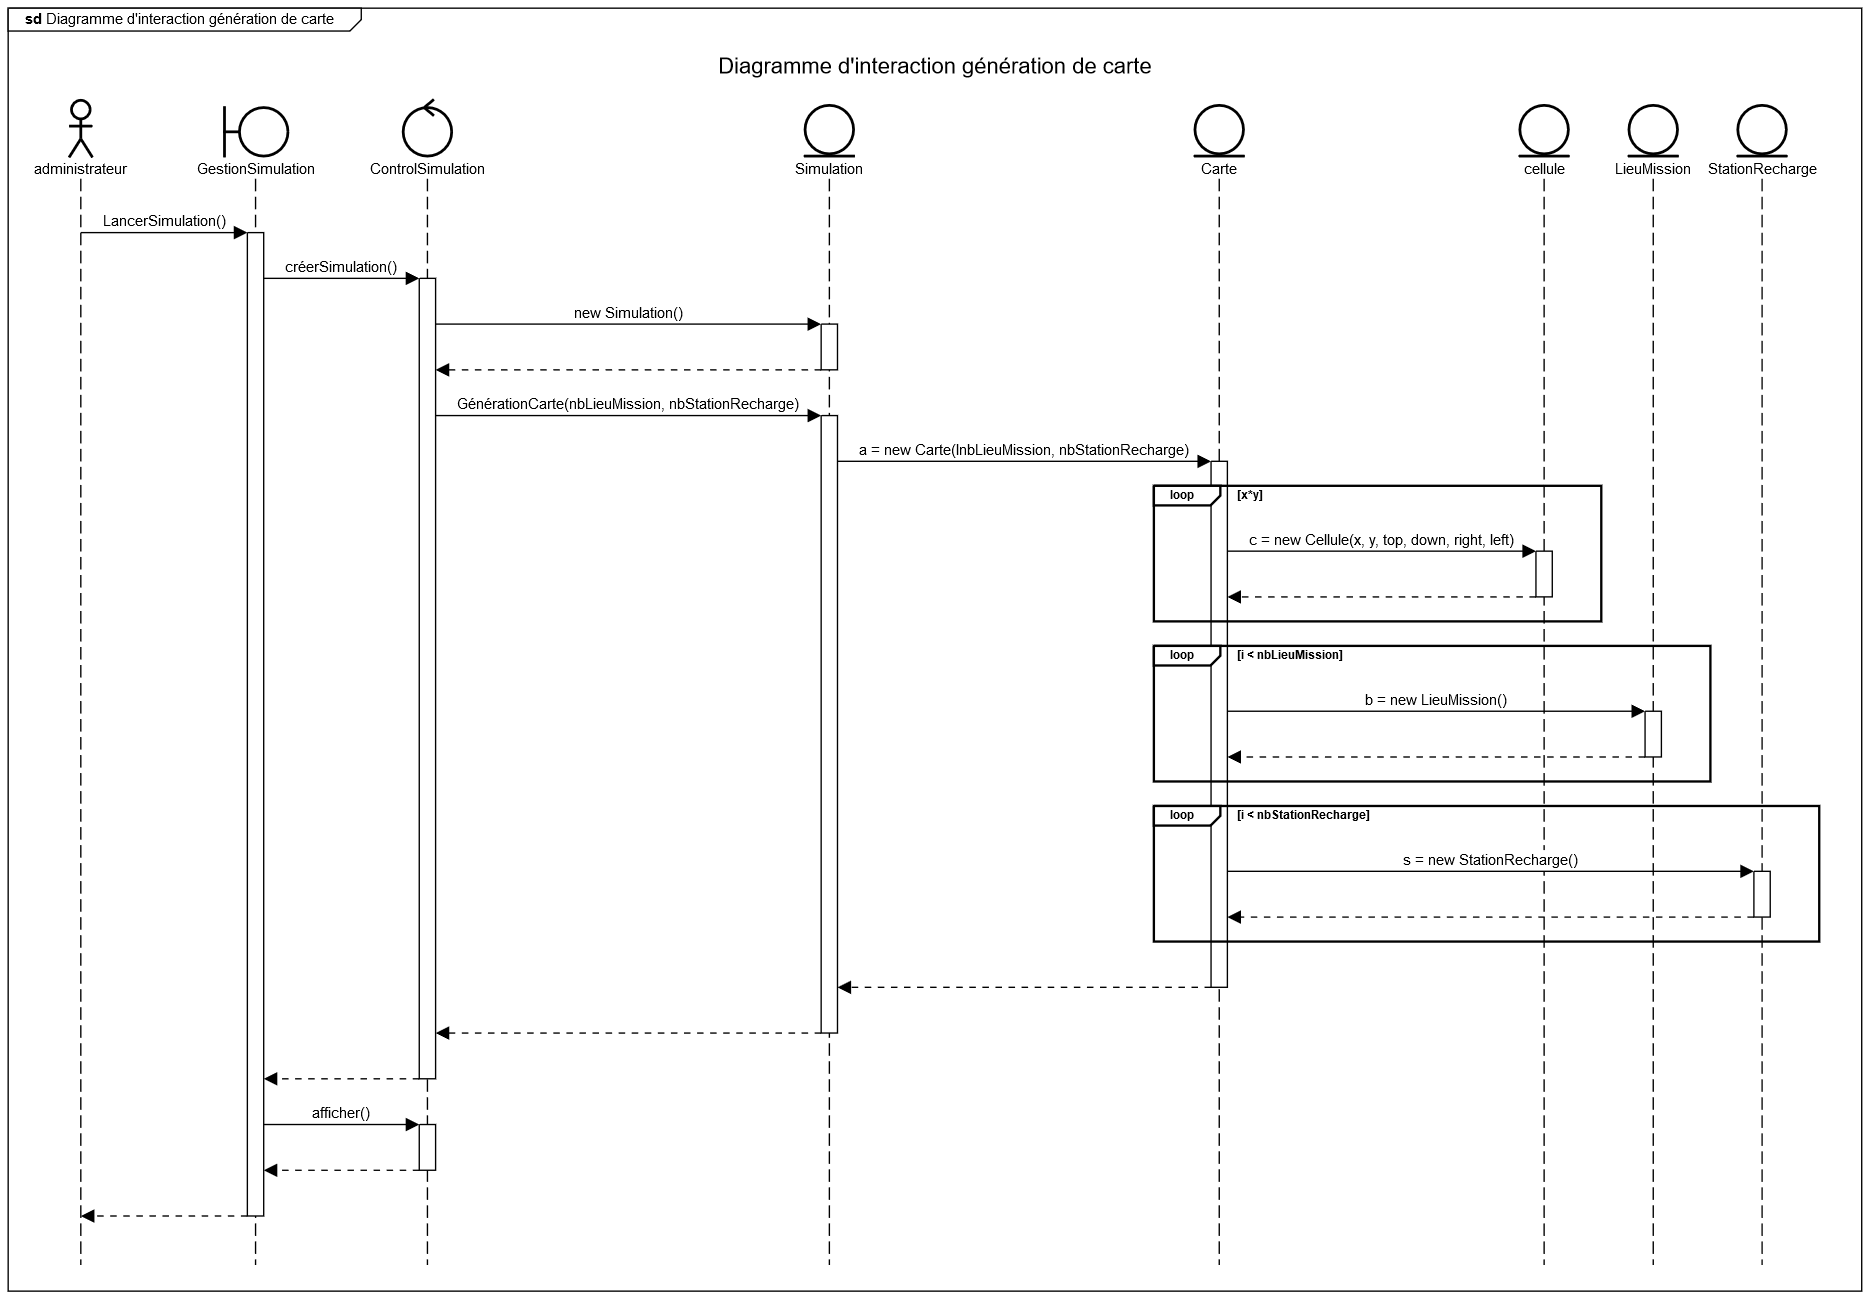 sd Diagramme d'interaction génération de carte
Diagramme d'interaction génération de carte
administrateur
GestionSimulation
ControlSimulation
Simulation
Carte
cellule
LieuMission
StationRecharge
LancerSimulation()
créerSimulation()
new Simulation()
GénérationCarte(nbLieuMission, nbStationRecharge)
a = new Carte(lnbLieuMission, nbStationRecharge)
loop [x*y]
c = new Cellule(x, y, top, down, right, left)
loop [i < nbLieuMission]
b = new LieuMission()
loop [i < nbStationRecharge]
s = new StationRecharge()
afficher()